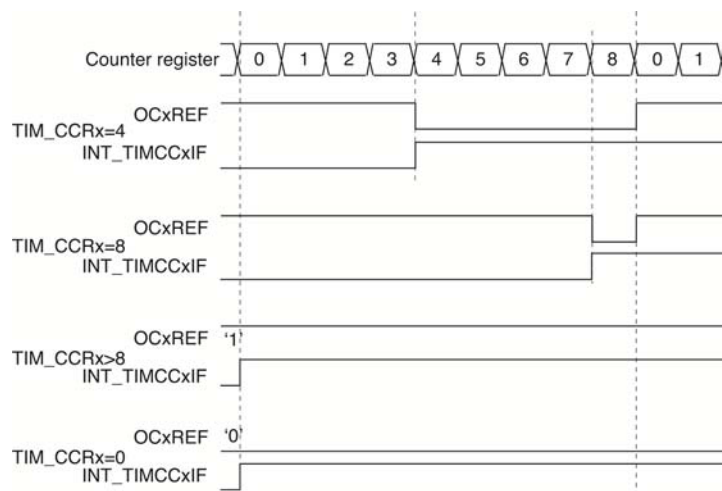 Counter register 0 1 2 3 4 5 6 7 8 0 1
OCxREF
TIM_CCRx=4
INT_TIMCCxIF
OCxREF
TIM_CCRx=8
INT_TIMCCxIF
OCxREF '1'
TIM_CCRx>8
INT_TIMCCxIF
OCxREF '0'
TIM_CCRx=0
INT_TIMCCxIF